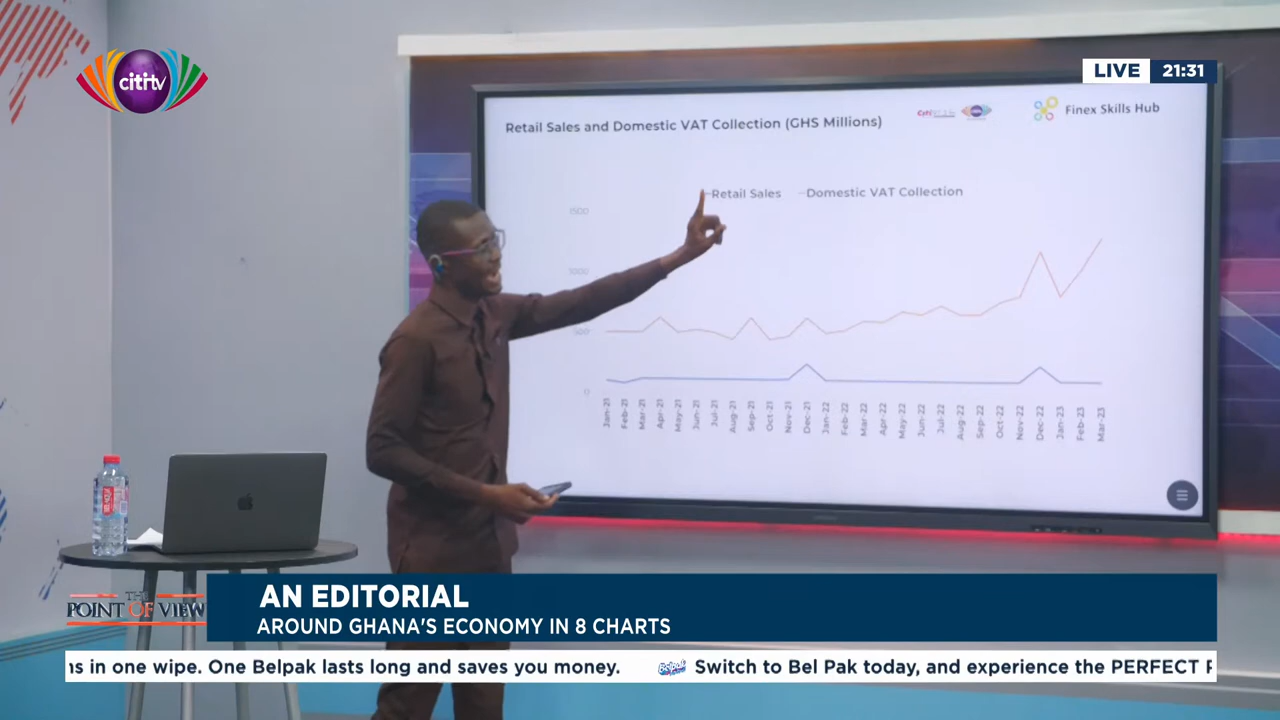 citi tv
LIVE 21:31
Finex Skills Hub
Retail Sales and Domestic VAT Collection (GHS Millions)
Retail Sales Domestic VAT Collection
1500
1000
500
0
Jan-21
Feb-21
Mar-21
Apr-21
May-21
Jun-21
Jul-21
Aug-21
Sep-21
Oct-21
Nov-21
Dec-21
Jan-22
Feb-22
Mar-22
Apr-22
May-22
Jun-22
Jul-22
Aug-22
Sep-22
Oct-22
Nov-22
Dec-22
Jan-23
Feb-23
Mar-23
THE
POINT OF VIEW
AN EDITORIAL
AROUND GHANA'S ECONOMY IN 8 CHARTS
in one wipe. One Belpak lasts long and saves you money. Belpak Switch to Bel Pak today, and experience the PERFECT